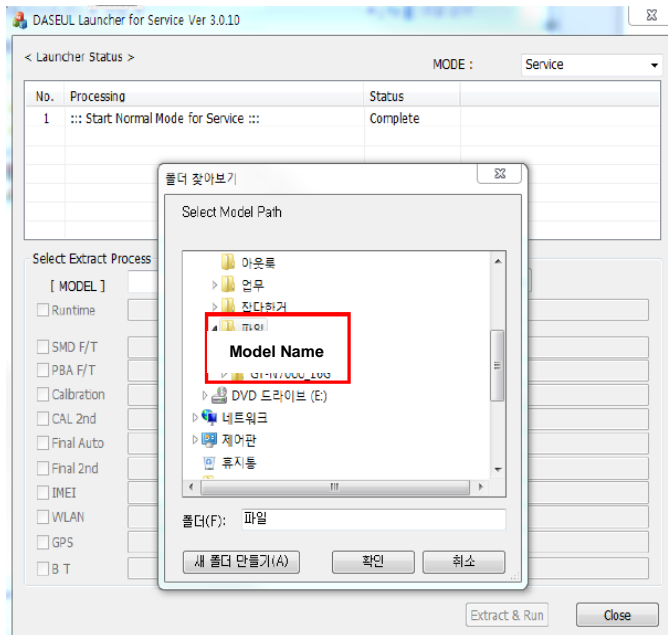 DASEUL Launcher for Service Ver 3.0.10
< Launcher Status >
MODE : Service
No. Processing Status
1 ::: Start Normal Mode for Service ::: Complete
폴더 찾아보기
Select Model Path
아웃룩
업무
잡다한거
파일
Model Name
GT-N7000_16G
DVD 드라이브 (E:)
네트워크
제어판
휴지통
폴더(F): 파일
새 폴더 만들기(A) 확인 취소
Select Extract Process
[ MODEL ]
Runtime
SMD F/T
PBA F/T
Calbration
CAL 2nd
Final Auto
Final 2nd
IMEI
WLAN
GPS
B T
Extract & Run Close